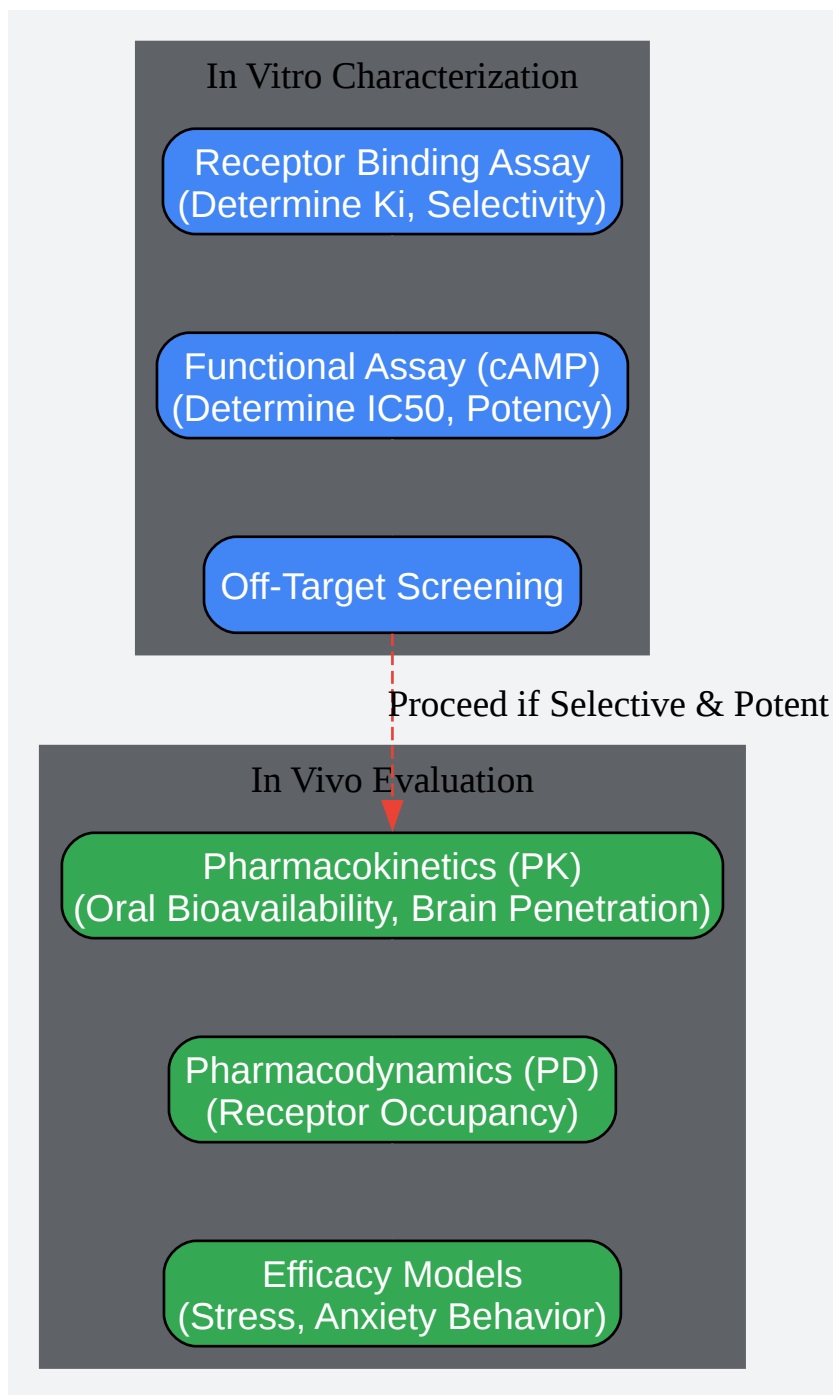 In Vitro Characterization
Receptor Binding Assay
(Determine Ki, Selectivity)
Functional Assay (cAMP)
(Determine IC50, Potency)
Off-Target Screening
Proceed if Selective & Potent
In Vivo Evaluation
Pharmacokinetics (PK)
(Oral Bioavailability, Brain Penetration)
Pharmacodynamics (PD)
(Receptor Occupancy)
Efficacy Models
(Stress, Anxiety Behavior)